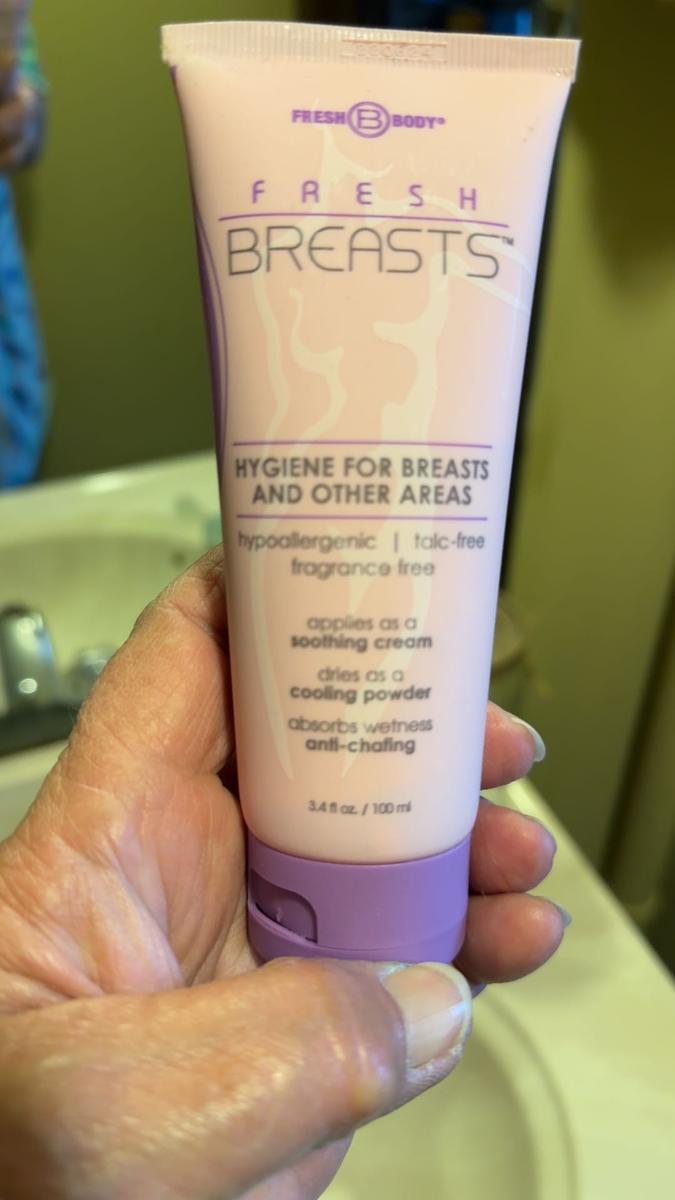 FRESH B BODY®
FRESH
BREASTS™
HYGIENE FOR BREASTS
AND OTHER AREAS
hypoallergenic | talc-free
fragrance free
applies as a
soothing cream
dries as a
cooling powder
absorbs wetness
anti-chafing
3.4 fl oz. / 100 ml